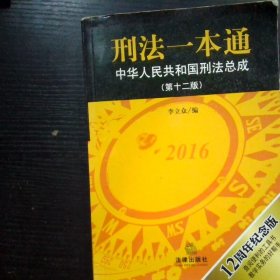 刑法一本通
中华人民共和国刑法总成
(第十二版)
李立众/编
2016
法律出版社
12周年纪念版